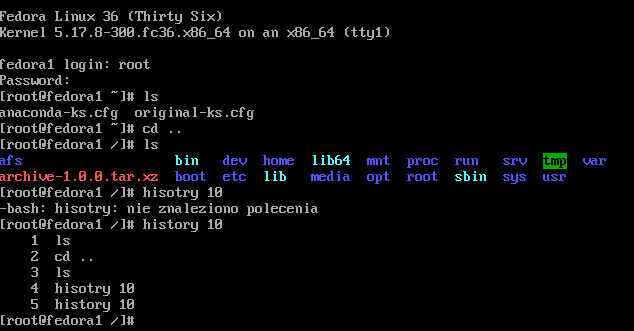 Fedora Linux 36 (Thirty Six)
Kernel 5.17.8-300.fc36.x86_64 on an x86_64 (tty1)
fedora1 login: root
Password:
[root@fedora1 ~]# ls
anaconda-ks.cfg  original-ks.cfg
[root@fedora1 ~]# cd ..
[root@fedora1 /]# ls
afs                   bin   dev  home  lib64  mnt  proc  run   srv  tmp  var
archive-1.0.0.tar.xz  boot  etc  lib   media  opt  root  sbin  sys  usr
[root@fedora1 /]# hisotry 10
-bash: hisotry: nie znaleziono polecenia
[root@fedora1 /]# history 10
    1  ls
    2  cd ..
    3  ls
    4  hisotry 10
    5  history 10
[root@fedora1 /]#